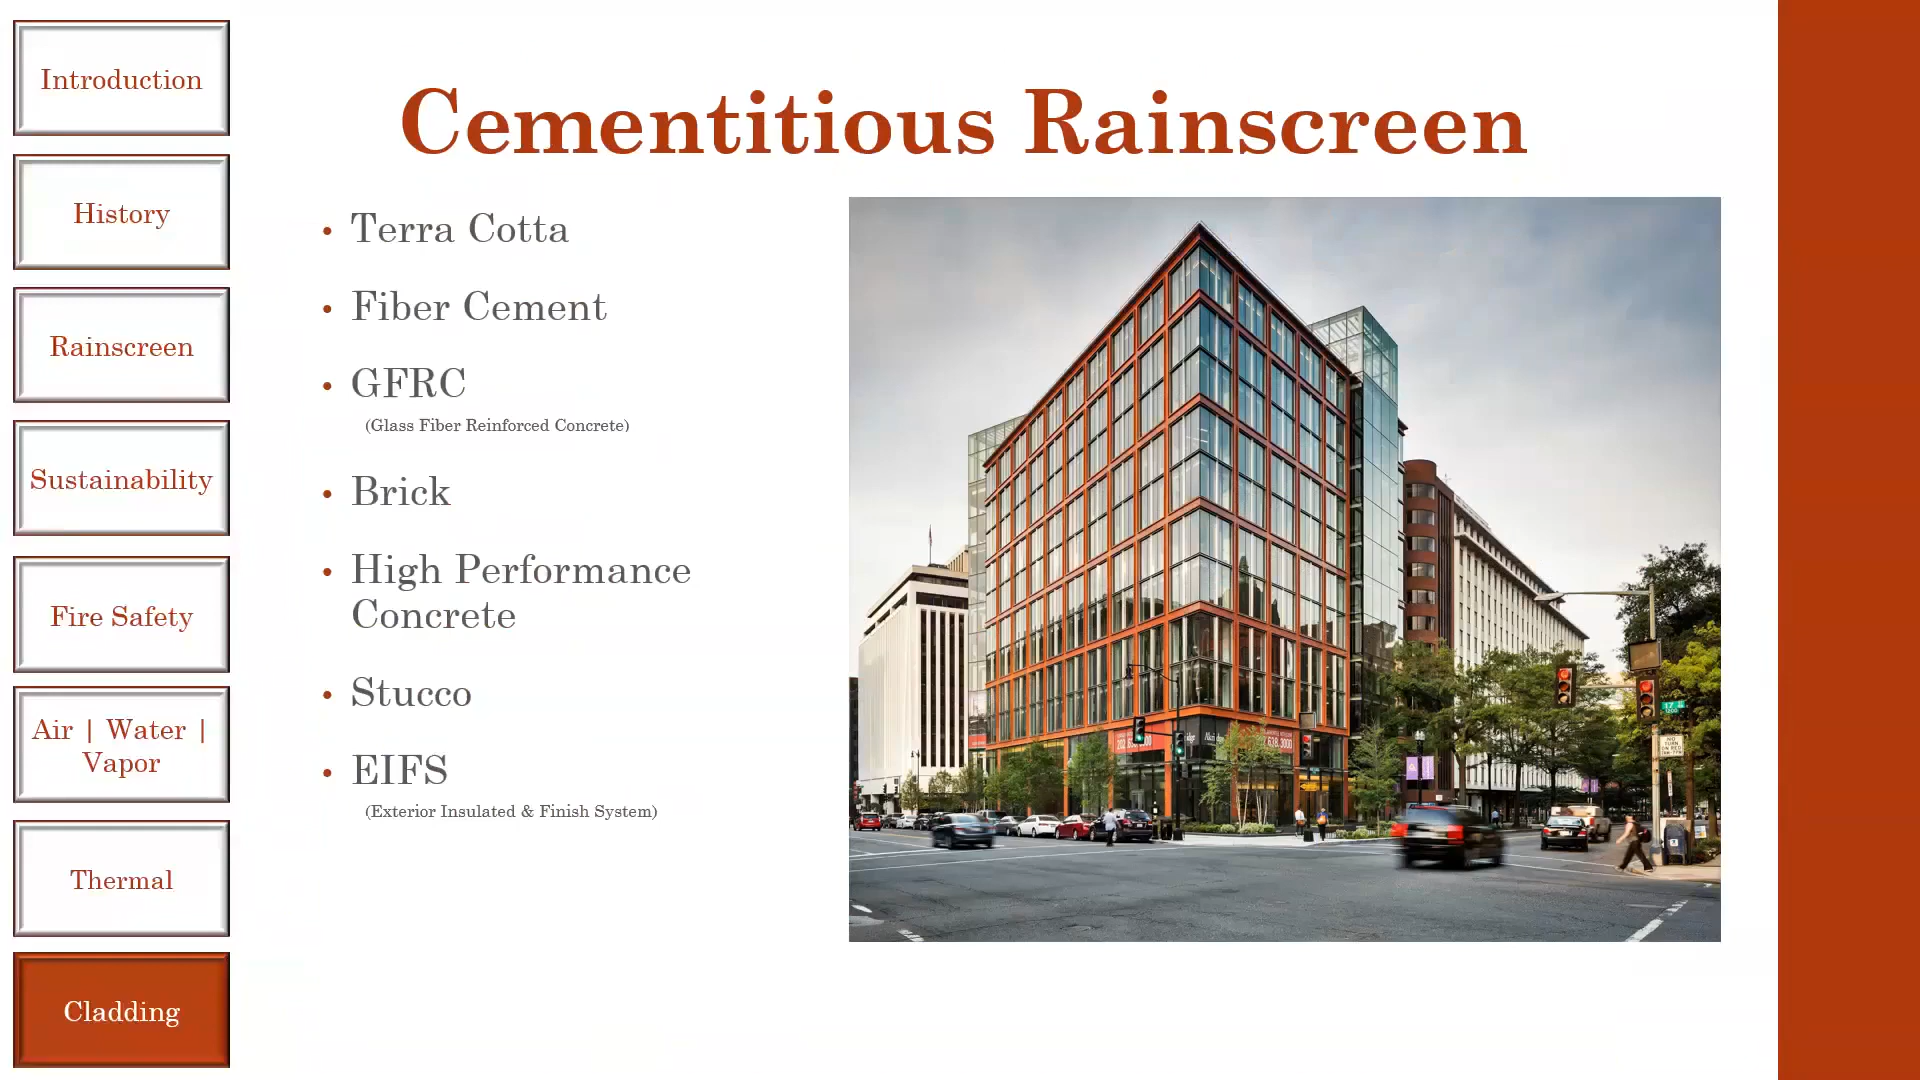 Introduction
History
Rainscreen
Sustainability
Fire Safety
Air | Water |
Vapor
Thermal
Cladding
Cementitious Rainscreen
• Terra Cotta
• Fiber Cement
• GFRC
(Glass Fiber Reinforced Concrete)
• Brick
• High Performance
Concrete
• Stucco
• EIFS
(Exterior Insulated & Finish System)